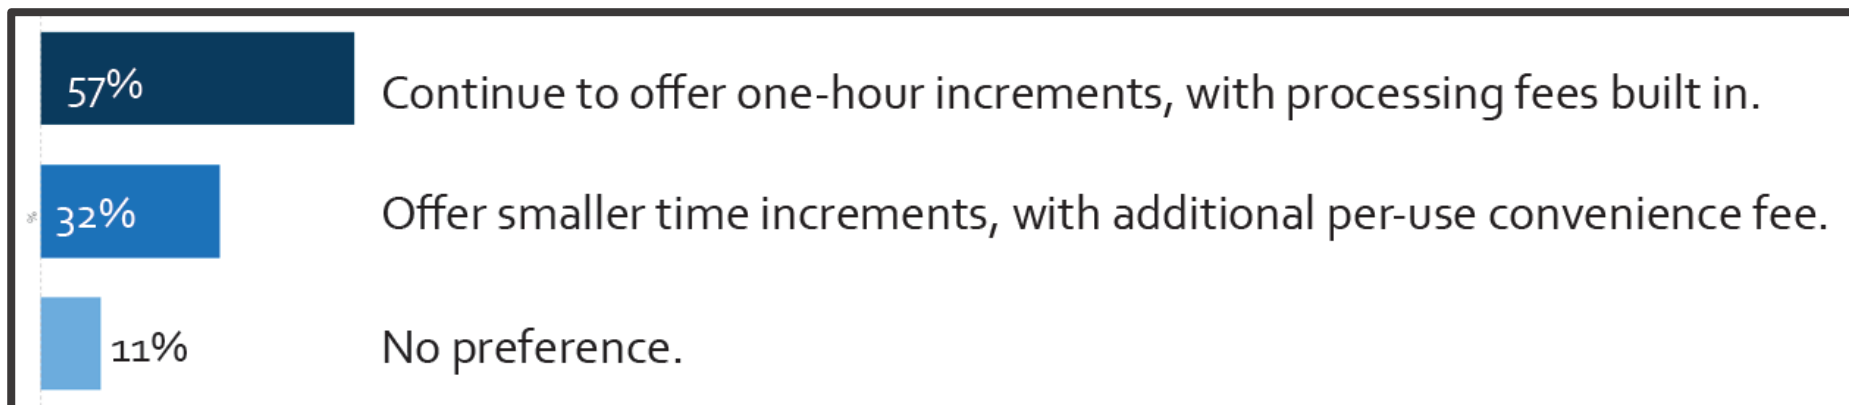 57% Continue to offer one-hour increments, with processing fees built in.
% 32% Offer smaller time increments, with additional per-use convenience fee.
11% No preference.